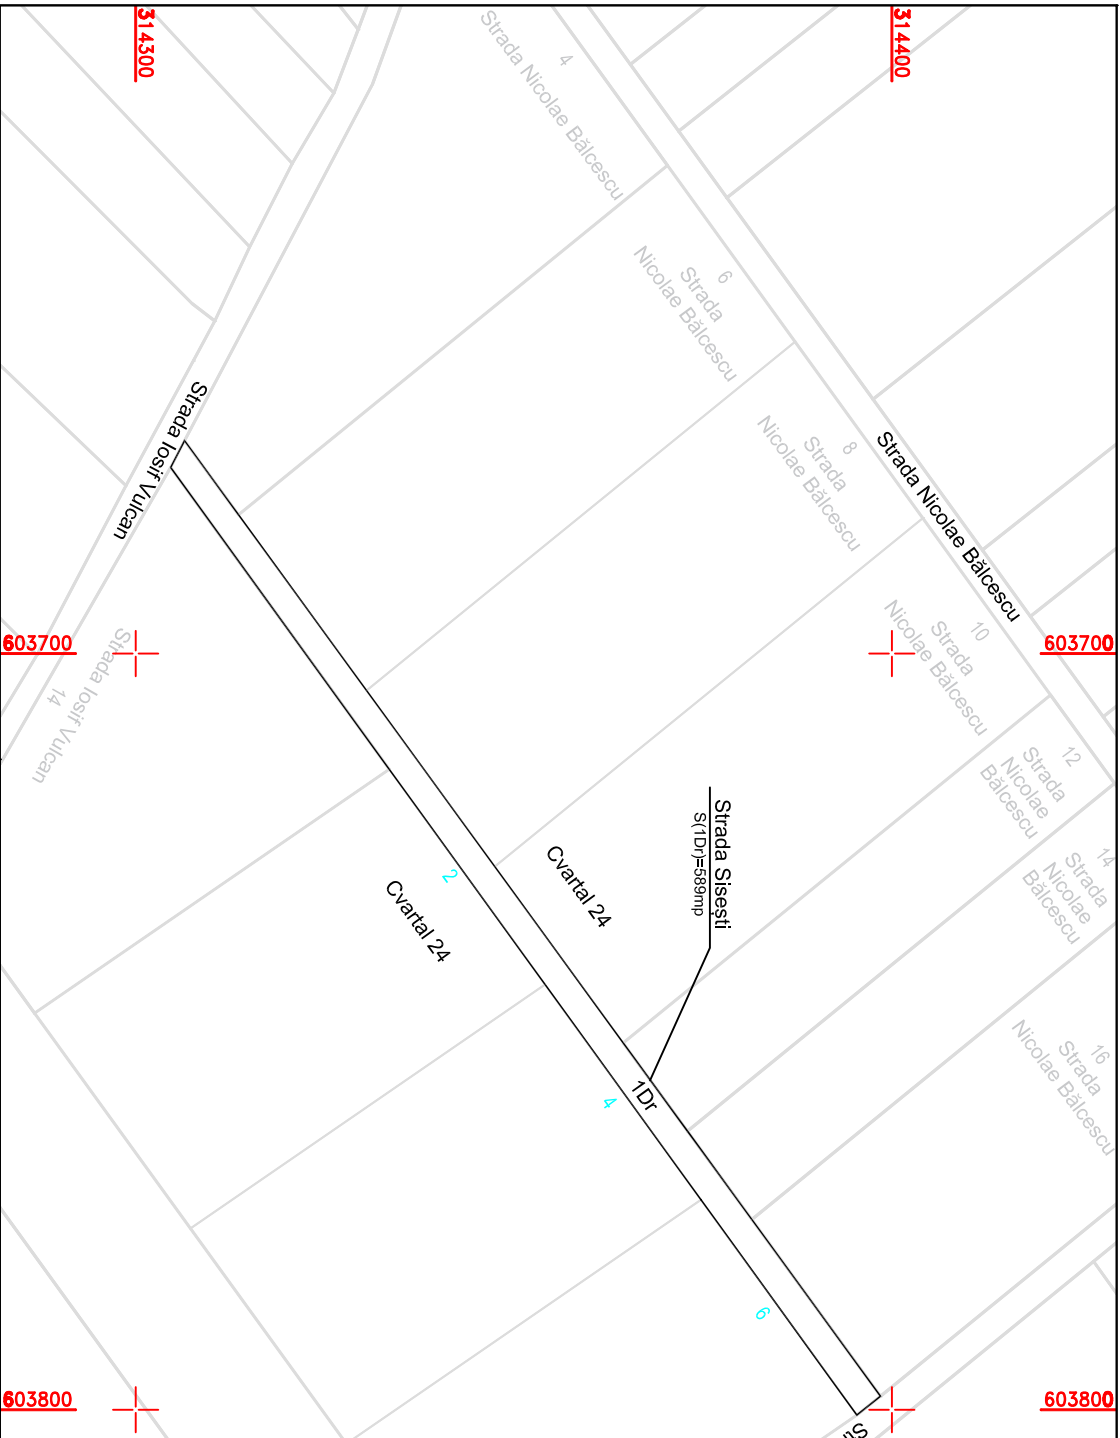 314300
314400
4
Strada Nicolae Bălcescu
6
Strada
Nicolae Bălcescu
8
Strada
Nicolae Bălcescu
Strada Nicolae Bălcescu
Strada Iosif Vulcan
603700
603700
10
Strada
Nicolae Bălcescu
Strada Iosif Vulcan
14
12
Strada
Nicolae
Bălcescu
14
Strada
Nicolae
Bălcescu
Strada Sisești
S(1Dr)=589mp
Cvartal 24
2
Cvartal 24
16
Strada
Nicolae Bălcescu
1Dr
4
6
603800
603800